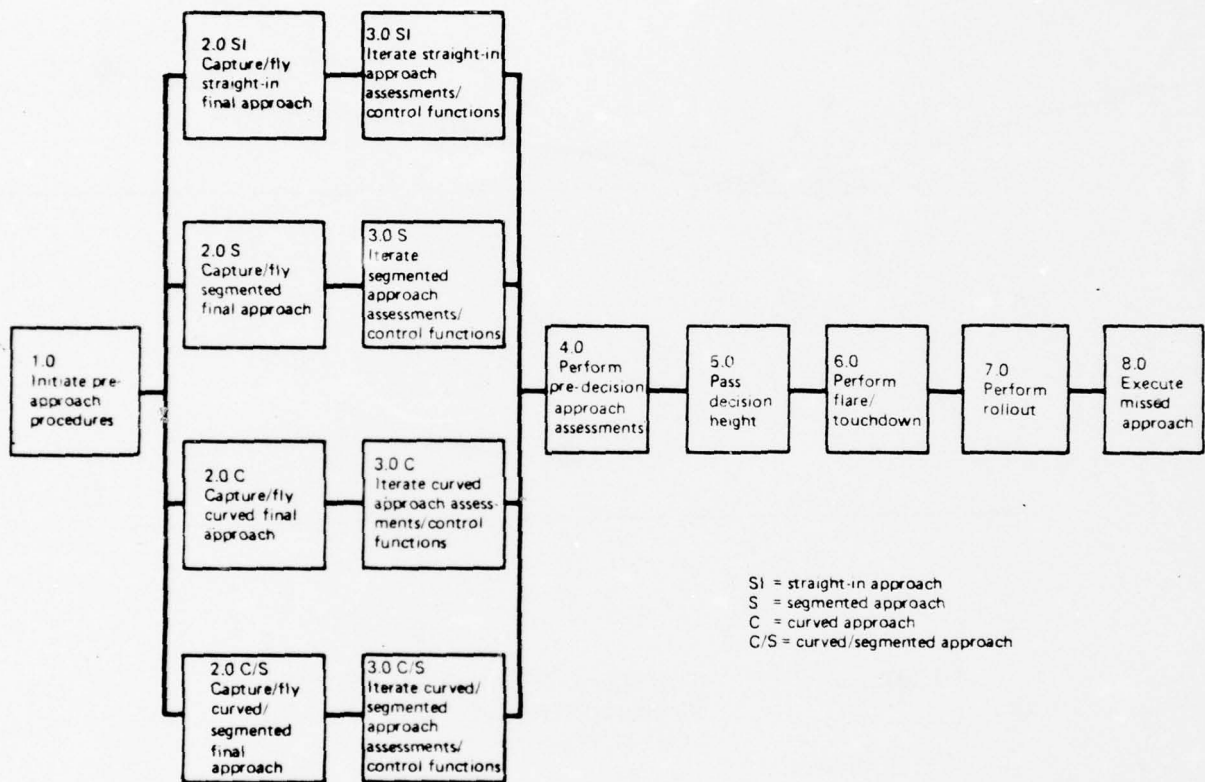 2.0 SI
Capture/fly
straight-in
final approach
3.0 SI
Iterate straight-in
approach
assessments/
control functions
2.0 S
Capture/fly
segmented
final approach
3.0 S
Iterate
segmented
approach
assessments/
control functions
1.0
Initiate pre-
approach
procedures
4.0
Perform
pre-decision
approach
assessments
5.0
Pass
decision
height
6.0
Perform
flare/
touchdown
7.0
Perform
rollout
8.0
Execute
missed
approach
2.0 C
Capture/fly
curved final
approach
3.0 C
Iterate curved
approach assess-
ments/control
functions
SI = straight-in approach
S = segmented approach
C = curved approach
C/S = curved/segmented approach
2.0 C/S
Capture/fly
curved/
segmented
final
approach
3.0 C/S
Iterate curved/
segmented
approach
assessments/
control functions